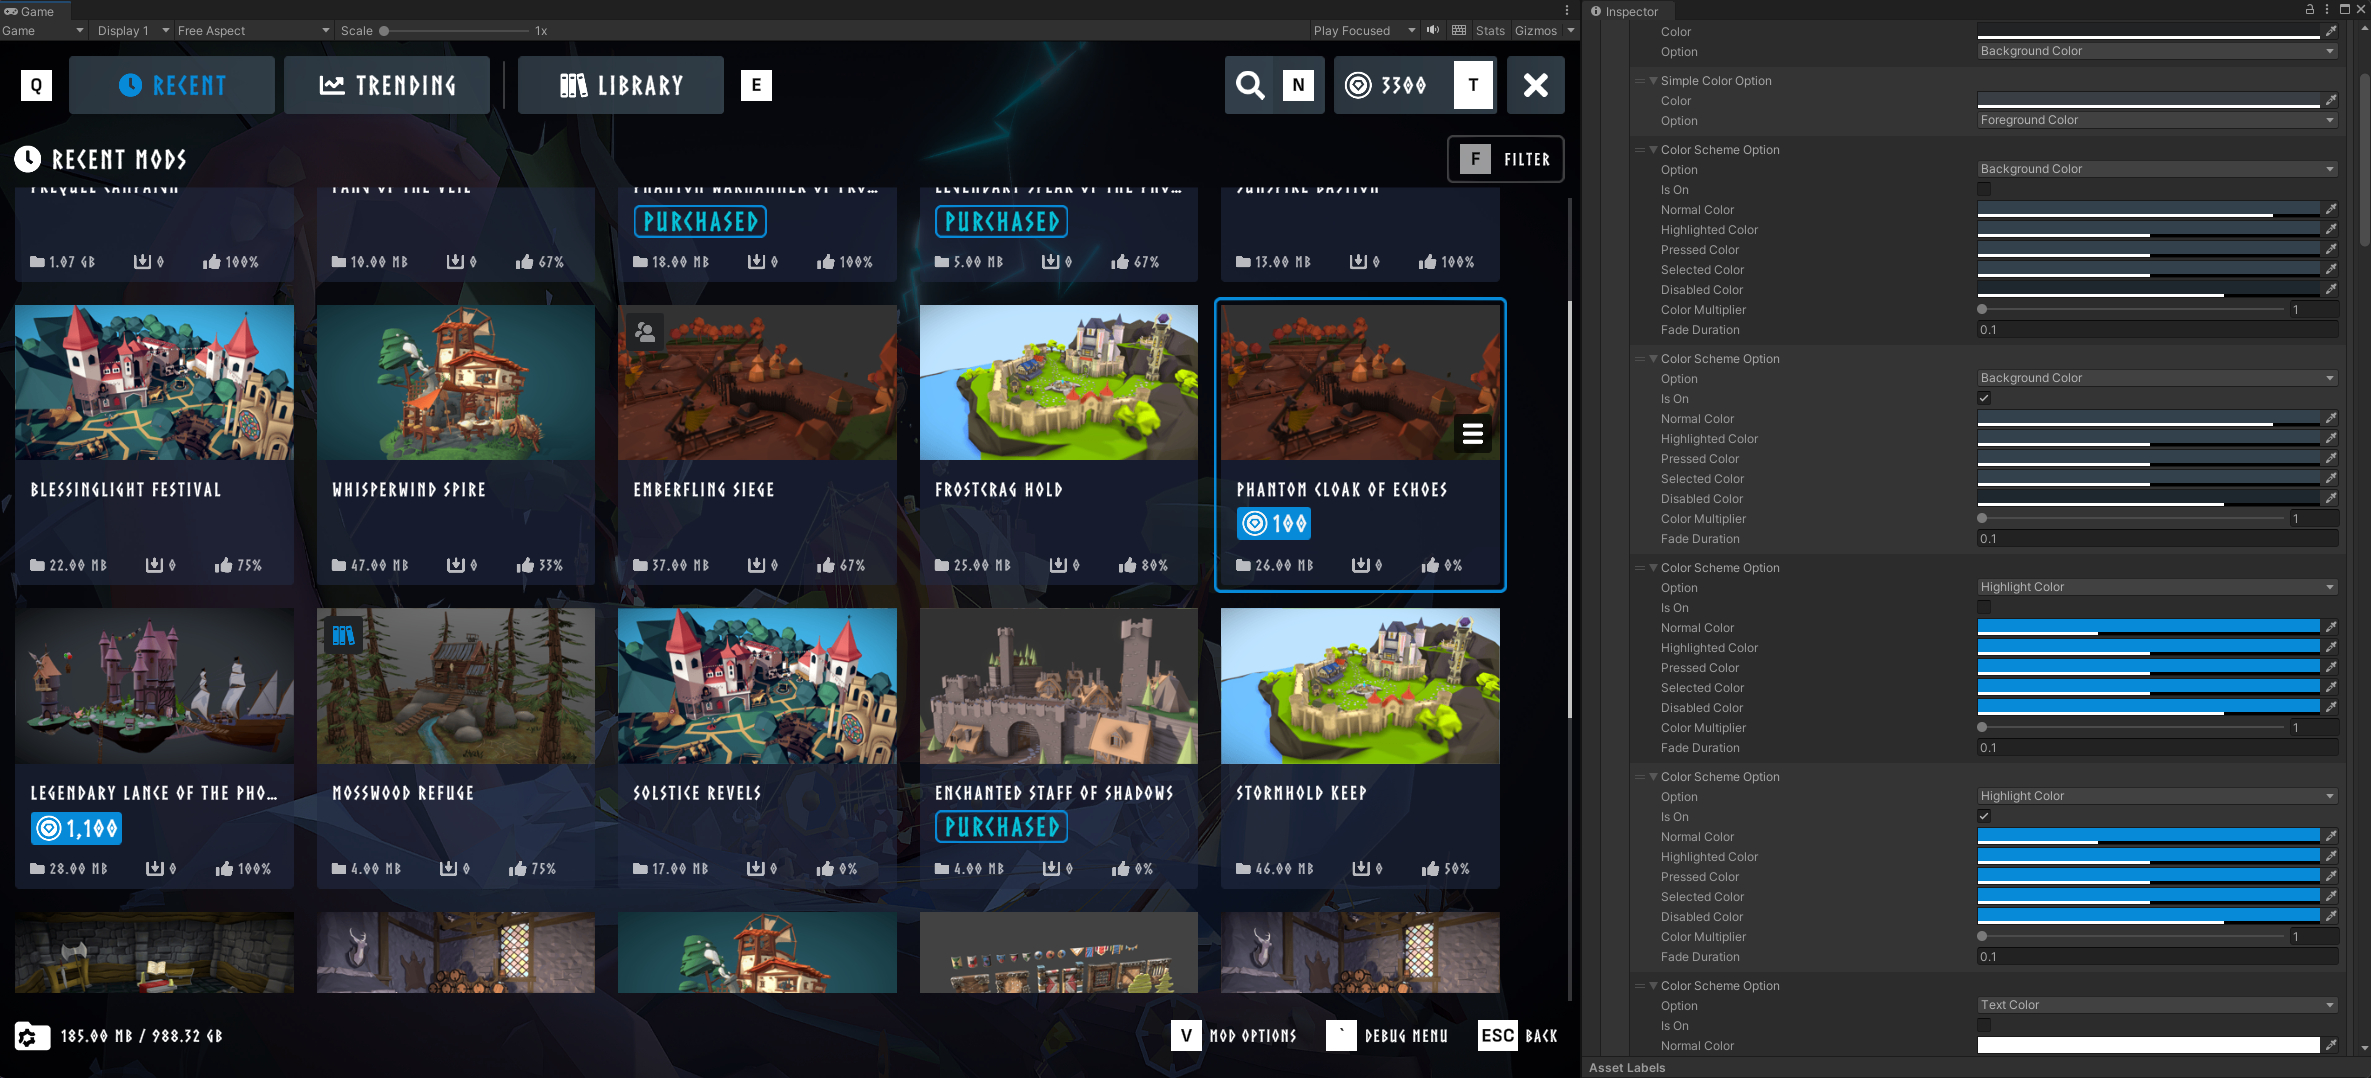 Game
Game Display 1 Free Aspect Scale 1x Play Focused Stats Gizmos
Q RECENT TRENDING LIBRARY E N 3300 T
RECENT MODS F FILTER
PREQUEL CAMPAIGN
PURCHASED PURCHASED
1.07 GB 0 100% 10.00 MB 0 67% 18.00 MB 0 100% 5.00 MB 0 67% 13.00 MB 0 100%
BLESSINGLIGHT FESTIVAL WHISPERWIND SPIRE EMBERFLING SIEGE FROSTCRAG HOLD PHANTOM CLOAK OF ECHOES
100
22.00 MB 0 75% 47.00 MB 0 33% 37.00 MB 0 67% 25.00 MB 0 80% 26.00 MB 0 0%
LEGENDARY LANCE OF THE PHO... MOSSWOOD REFUGE SOLSTICE REVELS ENCHANTED STAFF OF SHADOWS STORMHOLD KEEP
1,100 PURCHASED
28.00 MB 0 100% 4.00 MB 0 75% 17.00 MB 0 0% 4.00 MB 0 0% 46.00 MB 0 50%
185.00 MB / 988.32 GB V MOD OPTIONS ` DEBUG MENU ESC BACK
Inspector
Color
Option Background Color
Simple Color Option
Color
Option Foreground Color
Color Scheme Option
Option Background Color
Is On
Normal Color
Highlighted Color
Pressed Color
Selected Color
Disabled Color
Color Multiplier 1
Fade Duration 0.1
Color Scheme Option
Option Background Color
Is On
Normal Color
Highlighted Color
Pressed Color
Selected Color
Disabled Color
Color Multiplier 1
Fade Duration 0.1
Color Scheme Option
Option Highlight Color
Is On
Normal Color
Highlighted Color
Pressed Color
Selected Color
Disabled Color
Color Multiplier 1
Fade Duration 0.1
Color Scheme Option
Option Highlight Color
Is On
Normal Color
Highlighted Color
Pressed Color
Selected Color
Disabled Color
Color Multiplier 1
Fade Duration 0.1
Color Scheme Option
Option Text Color
Is On
Normal Color
Asset Labels